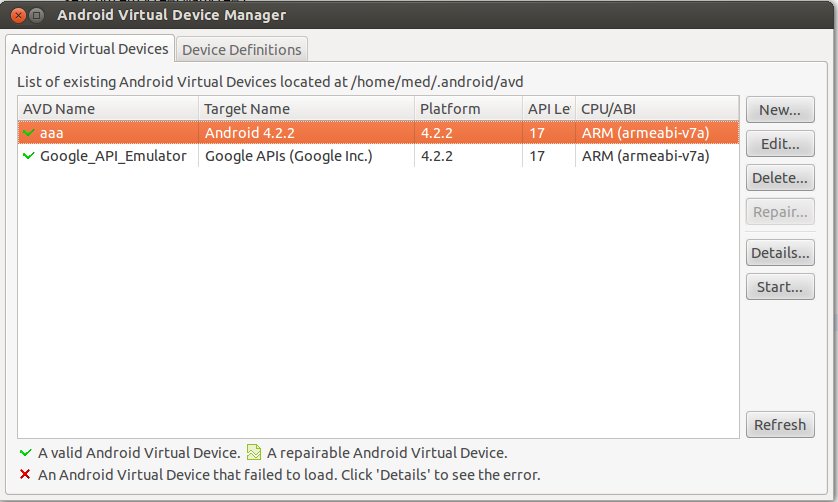 Android Virtual Device Manager
Android Virtual Devices Device Definitions
List of existing Android Virtual Devices located at /home/med/.android/avd
AVD Name Target Name Platform API Le CPU/ABI
aaa Android 4.2.2 4.2.2 17 ARM (armeabi-v7a)
Google_API_Emulator Google APIs (Google Inc.) 4.2.2 17 ARM (armeabi-v7a)
New...
Edit...
Delete...
Repair...
Details...
Start...
Refresh
A valid Android Virtual Device. A repairable Android Virtual Device.
An Android Virtual Device that failed to load. Click 'Details' to see the error.